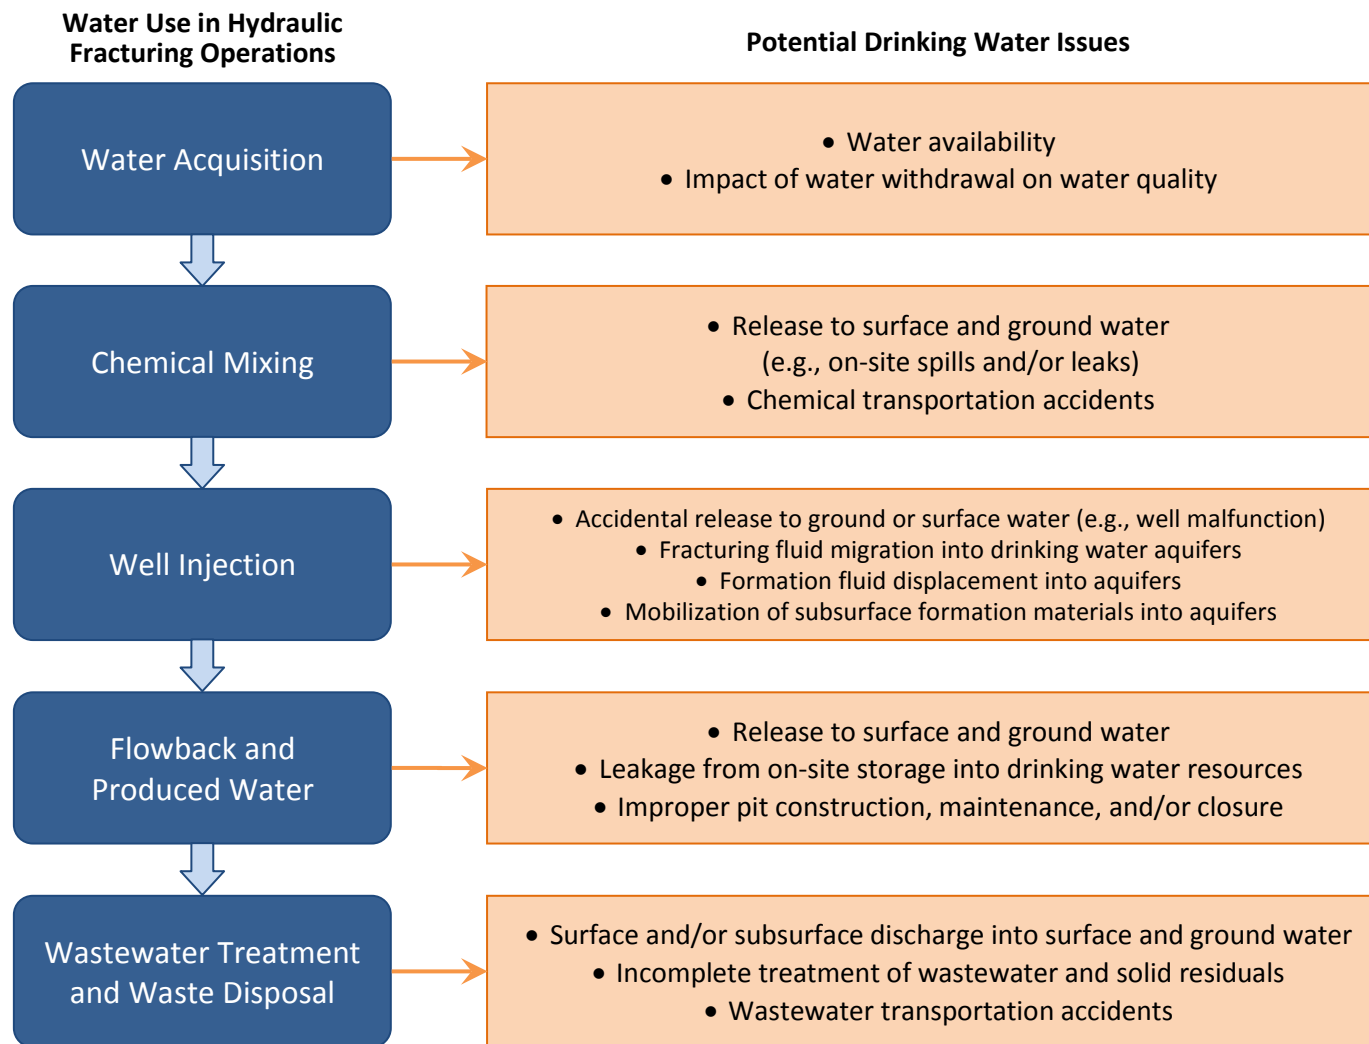 Water Use in Hydraulic
Fracturing Operations
Potential Drinking Water Issues
Water Acquisition
• Water availability
• Impact of water withdrawal on water quality
Chemical Mixing
• Release to surface and ground water
(e.g., on-site spills and/or leaks)
• Chemical transportation accidents
Well Injection
• Accidental release to ground or surface water (e.g., well malfunction)
• Fracturing fluid migration into drinking water aquifers
• Formation fluid displacement into aquifers
• Mobilization of subsurface formation materials into aquifers
Flowback and
Produced Water
• Release to surface and ground water
• Leakage from on-site storage into drinking water resources
• Improper pit construction, maintenance, and/or closure
Wastewater Treatment
and Waste Disposal
• Surface and/or subsurface discharge into surface and ground water
• Incomplete treatment of wastewater and solid residuals
• Wastewater transportation accidents